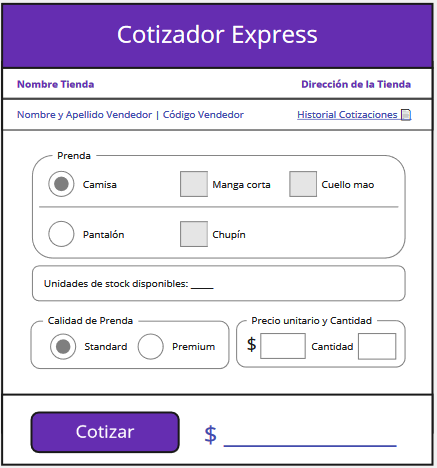 Cotizador Express
Nombre Tienda Dirección de la Tienda
Nombre y Apellido Vendedor | Código Vendedor Historial Cotizaciones
Prenda
Camisa Manga corta Cuello mao
Pantalón Chupín
Unidades de stock disponibles: _____
Calidad de Prenda Precio unitario y Cantidad
Standard Premium $ Cantidad
Cotizar $